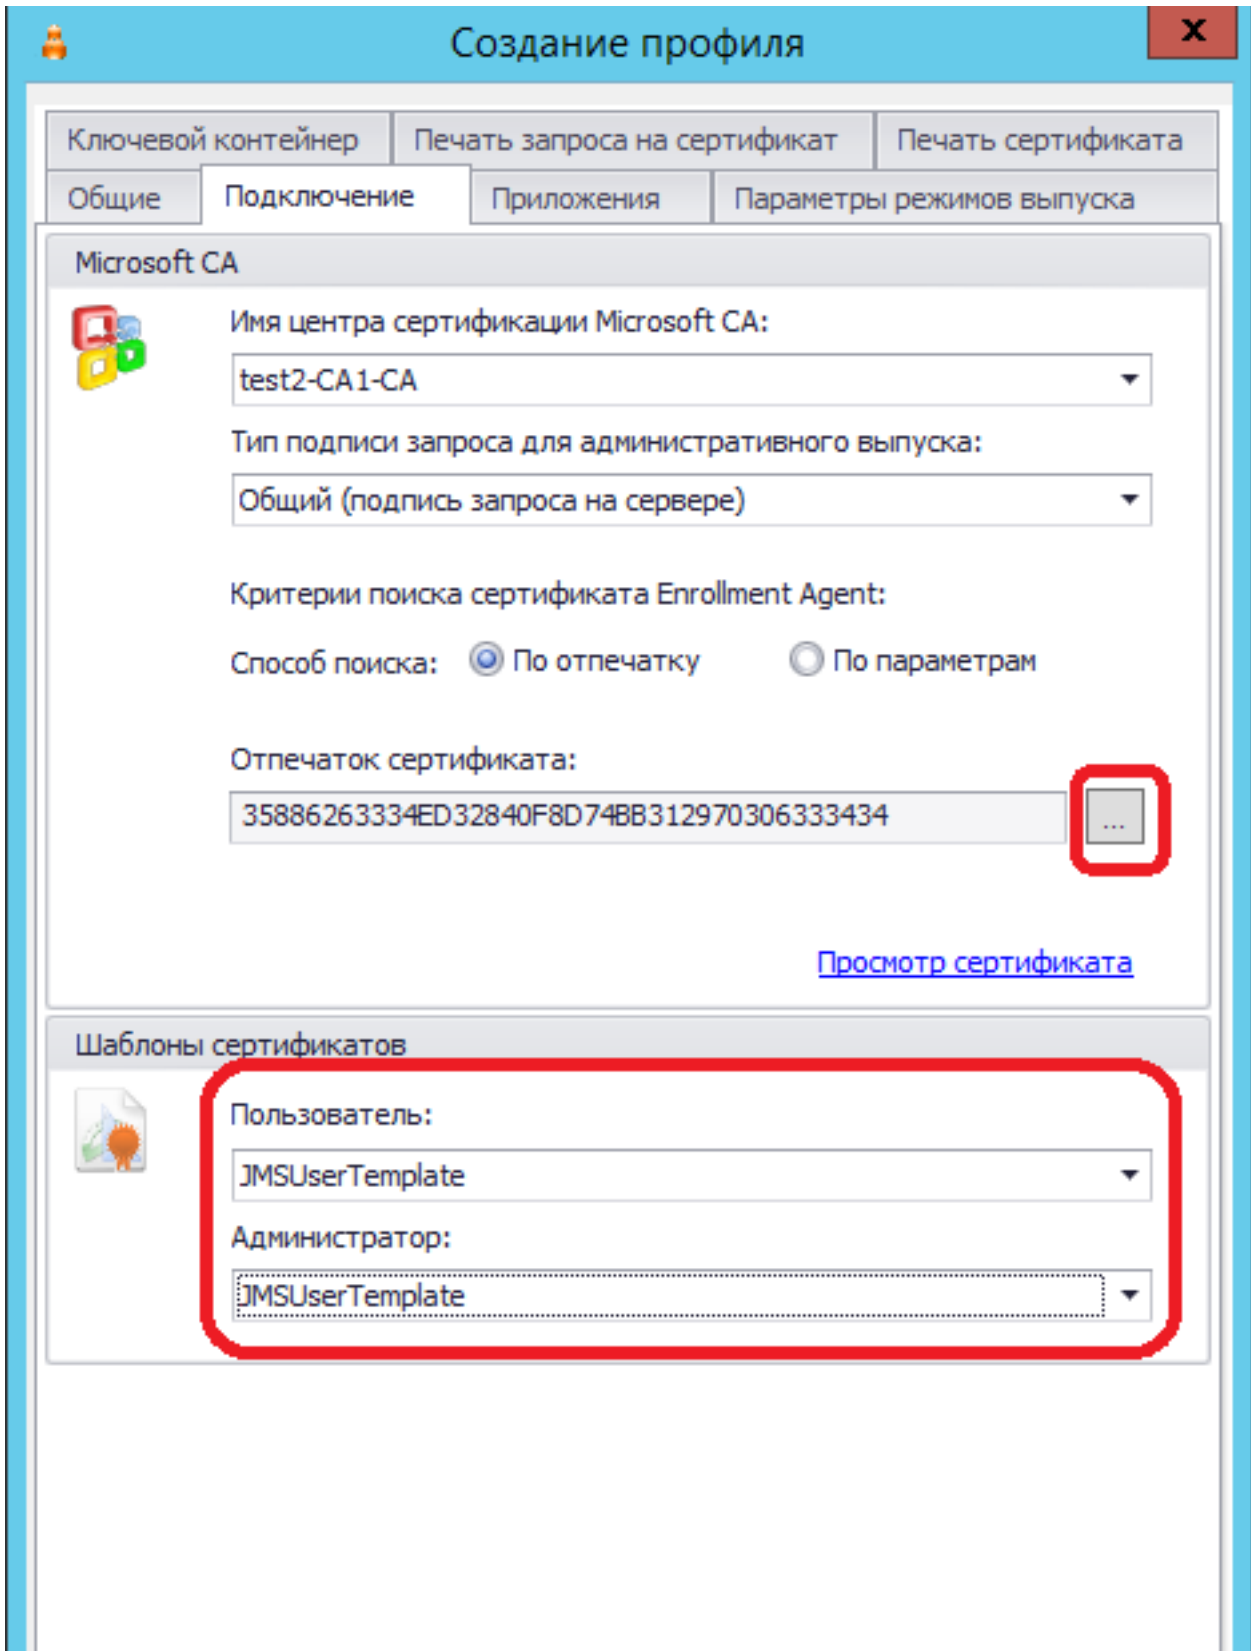 Создание профиля
x
Ключевой контейнер Печать запроса на сертификат Печать сертификата
Общие Подключение Приложения Параметры режимов выпуска
Microsoft CA
Имя центра сертификации Microsoft CA:
test2-CA1-CA
Тип подписи запроса для административного выпуска:
Общий (подпись запроса на сервере)
Критерии поиска сертификата Enrollment Agent:
Способ поиска: По отпечатку По параметрам
Отпечаток сертификата:
35886263334ED32840F8D74BB312970306333434 ...
Просмотр сертификата
Шаблоны сертификатов
Пользователь:
JMSUserTemplate
Администратор:
JMSUserTemplate